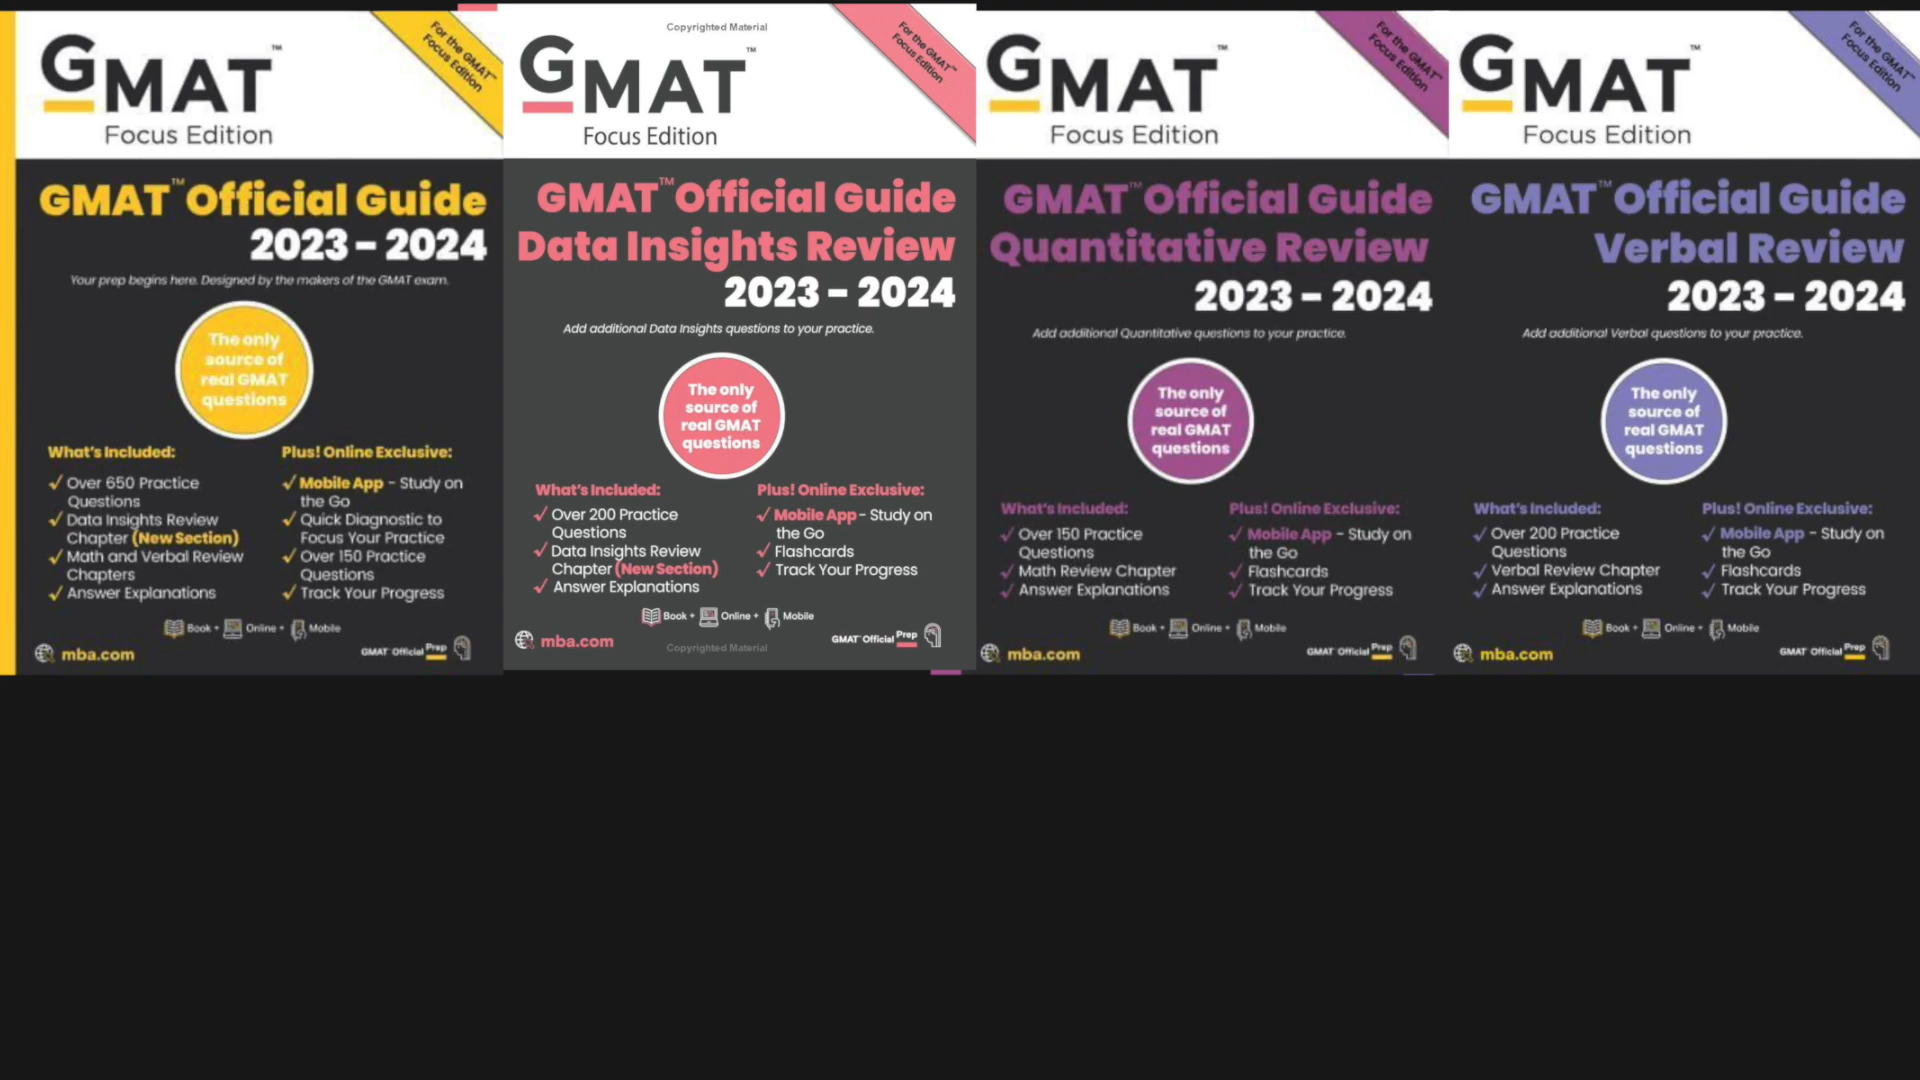 GMAT™
Focus Edition
For the GMAT™
Focus Edition
GMAT™ Official Guide
2023 – 2024
Your prep begins here. Designed by the makers of the GMAT exam.
The only
source of
real GMAT
questions
What's Included:
✓ Over 650 Practice
Questions
✓ Data Insights Review
Chapter (New Section)
✓ Math and Verbal Review
Chapters
✓ Answer Explanations
Plus! Online Exclusive:
✓ Mobile App - Study on
the Go
✓ Quick Diagnostic to
Focus Your Practice
✓ Over 150 Practice
Questions
✓ Track Your Progress
Book + Online + Mobile
mba.com
GMAT™ Official Prep
Copyrighted Material
GMAT™
Focus Edition
For the GMAT™
Focus Edition
GMAT™ Official Guide
Data Insights Review
2023 – 2024
Add additional Data Insights questions to your practice.
The only
source of
real GMAT
questions
What's Included:
✓ Over 200 Practice
Questions
✓ Data Insights Review
Chapter (New Section)
✓ Answer Explanations
Plus! Online Exclusive:
✓ Mobile App - Study on
the Go
✓ Flashcards
✓ Track Your Progress
Book + Online + Mobile
mba.com
GMAT™ Official Prep
Copyrighted Material
GMAT™
Focus Edition
For the GMAT™
Focus Edition
GMAT™ Official Guide
Quantitative Review
2023 – 2024
Add additional Quantitative questions to your practice.
The only
source of
real GMAT
questions
What's Included:
✓ Over 150 Practice
Questions
✓ Math Review Chapter
✓ Answer Explanations
Plus! Online Exclusive:
✓ Mobile App - Study on
the Go
✓ Flashcards
✓ Track Your Progress
Book + Online + Mobile
mba.com
GMAT™ Official Prep
GMAT™
Focus Edition
For the GMAT™
Focus Edition
GMAT™ Official Guide
Verbal Review
2023 – 2024
Add additional Verbal questions to your practice.
The only
source of
real GMAT
questions
What's Included:
✓ Over 200 Practice
Questions
✓ Verbal Review Chapter
✓ Answer Explanations
Plus! Online Exclusive:
✓ Mobile App - Study on
the Go
✓ Flashcards
✓ Track Your Progress
Book + Online + Mobile
mba.com
GMAT™ Official Prep